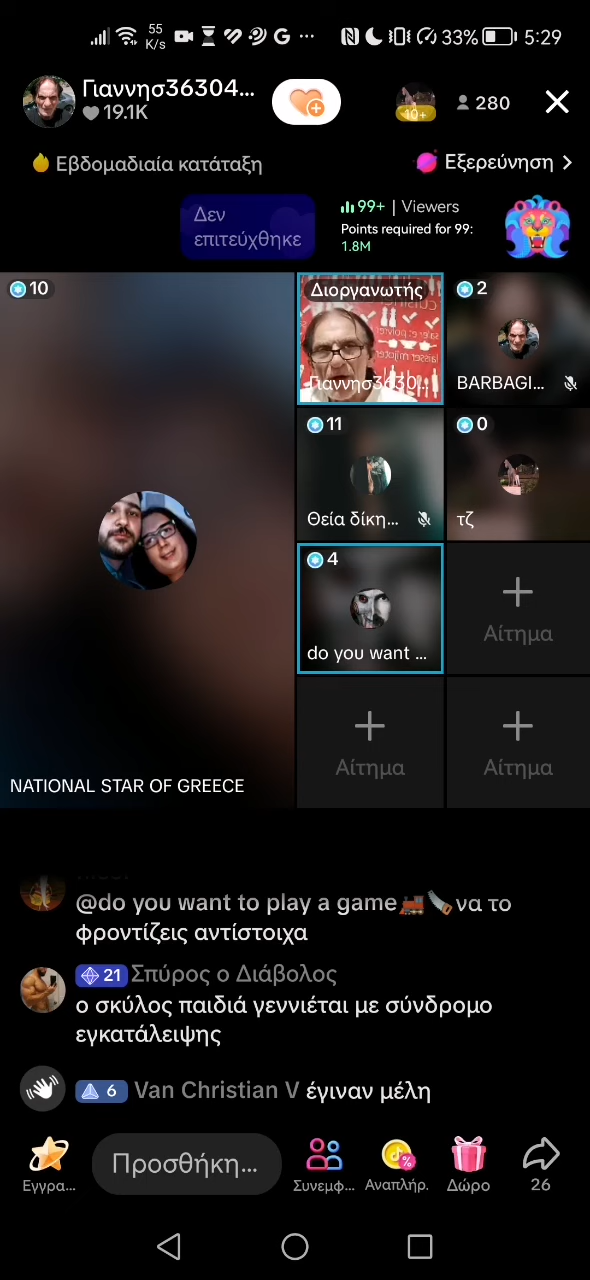 55
K/s
33%
5:29
Γιαννησ36304...
19.1K
10+
280
Εβδομαδιαία κατάταξη
Εξερεύνηση
Δεν
επιτεύχθηκε
99+ | Viewers
Points required for 99:
1.8M
10
NATIONAL STAR OF GREECE
Διοργανωτής
Γιαννησ3630...
2
BARBAGI...
11
Θεία δίκη...
0
τζ
4
do you want ...
Αίτημα
Αίτημα
Αίτημα
@do you want to play a game🚂🪚να το
φροντίζεις αντίστοιχα
21 Σπύρος ο Διάβολος
ο σκύλος παιδιά γεννιέται με σύνδρομο
εγκατάλειψης
6 Van Christian V έγιναν μέλη
Εγγρα...
Προσθήκη...
Συνεμφ...
Αναπλήρ.
Δώρο
26